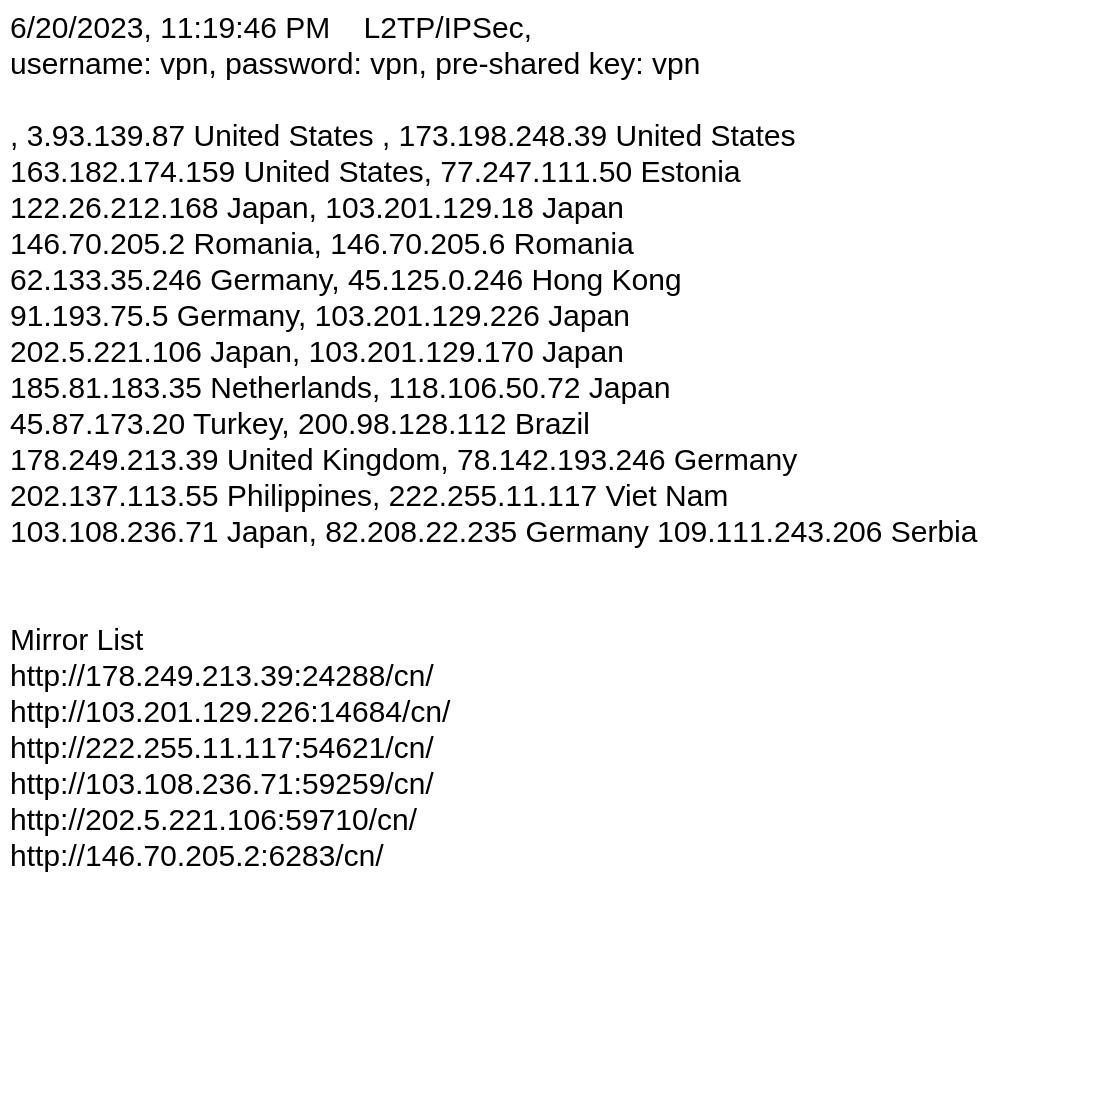 6/20/2023, 11:19:46 PM    L2TP/IPSec,
username: vpn, password: vpn, pre-shared key: vpn
, 3.93.139.87 United States , 173.198.248.39 United States
163.182.174.159 United States, 77.247.111.50 Estonia
122.26.212.168 Japan, 103.201.129.18 Japan
146.70.205.2 Romania, 146.70.205.6 Romania
62.133.35.246 Germany, 45.125.0.246 Hong Kong
91.193.75.5 Germany, 103.201.129.226 Japan
202.5.221.106 Japan, 103.201.129.170 Japan
185.81.183.35 Netherlands, 118.106.50.72 Japan
45.87.173.20 Turkey, 200.98.128.112 Brazil
178.249.213.39 United Kingdom, 78.142.193.246 Germany
202.137.113.55 Philippines, 222.255.11.117 Viet Nam
103.108.236.71 Japan, 82.208.22.235 Germany 109.111.243.206 Serbia
Mirror List
http://178.249.213.39:24288/cn/
http://103.201.129.226:14684/cn/
http://222.255.11.117:54621/cn/
http://103.108.236.71:59259/cn/
http://202.5.221.106:59710/cn/
http://146.70.205.2:6283/cn/